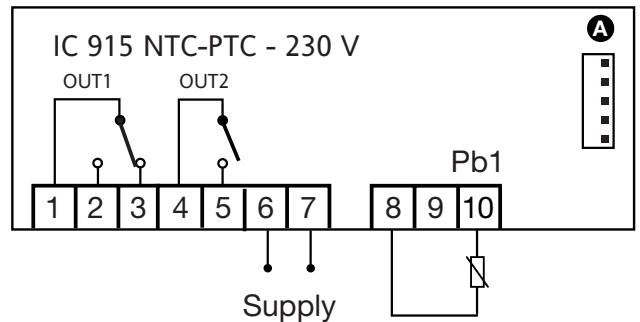 IC 915 NTC-PTC - 230 V
A
OUT1 OUT2
Pb1
1 2 3 4 5 6 7 8 9 10
Supply